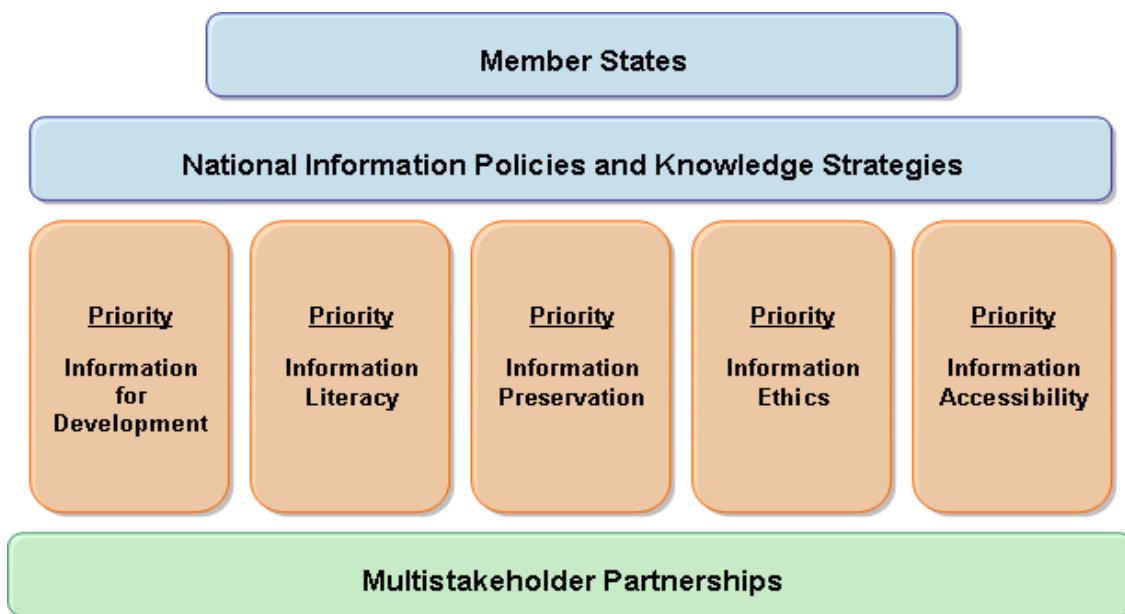 Member States
National Information Policies and Knowledge Strategies
Priority
Information
for
Development
Priority
Information
Literacy
Priority
Information
Preservation
Priority
Information
Ethics
Priority
Information
Accessibility
Multistakeholder Partnerships